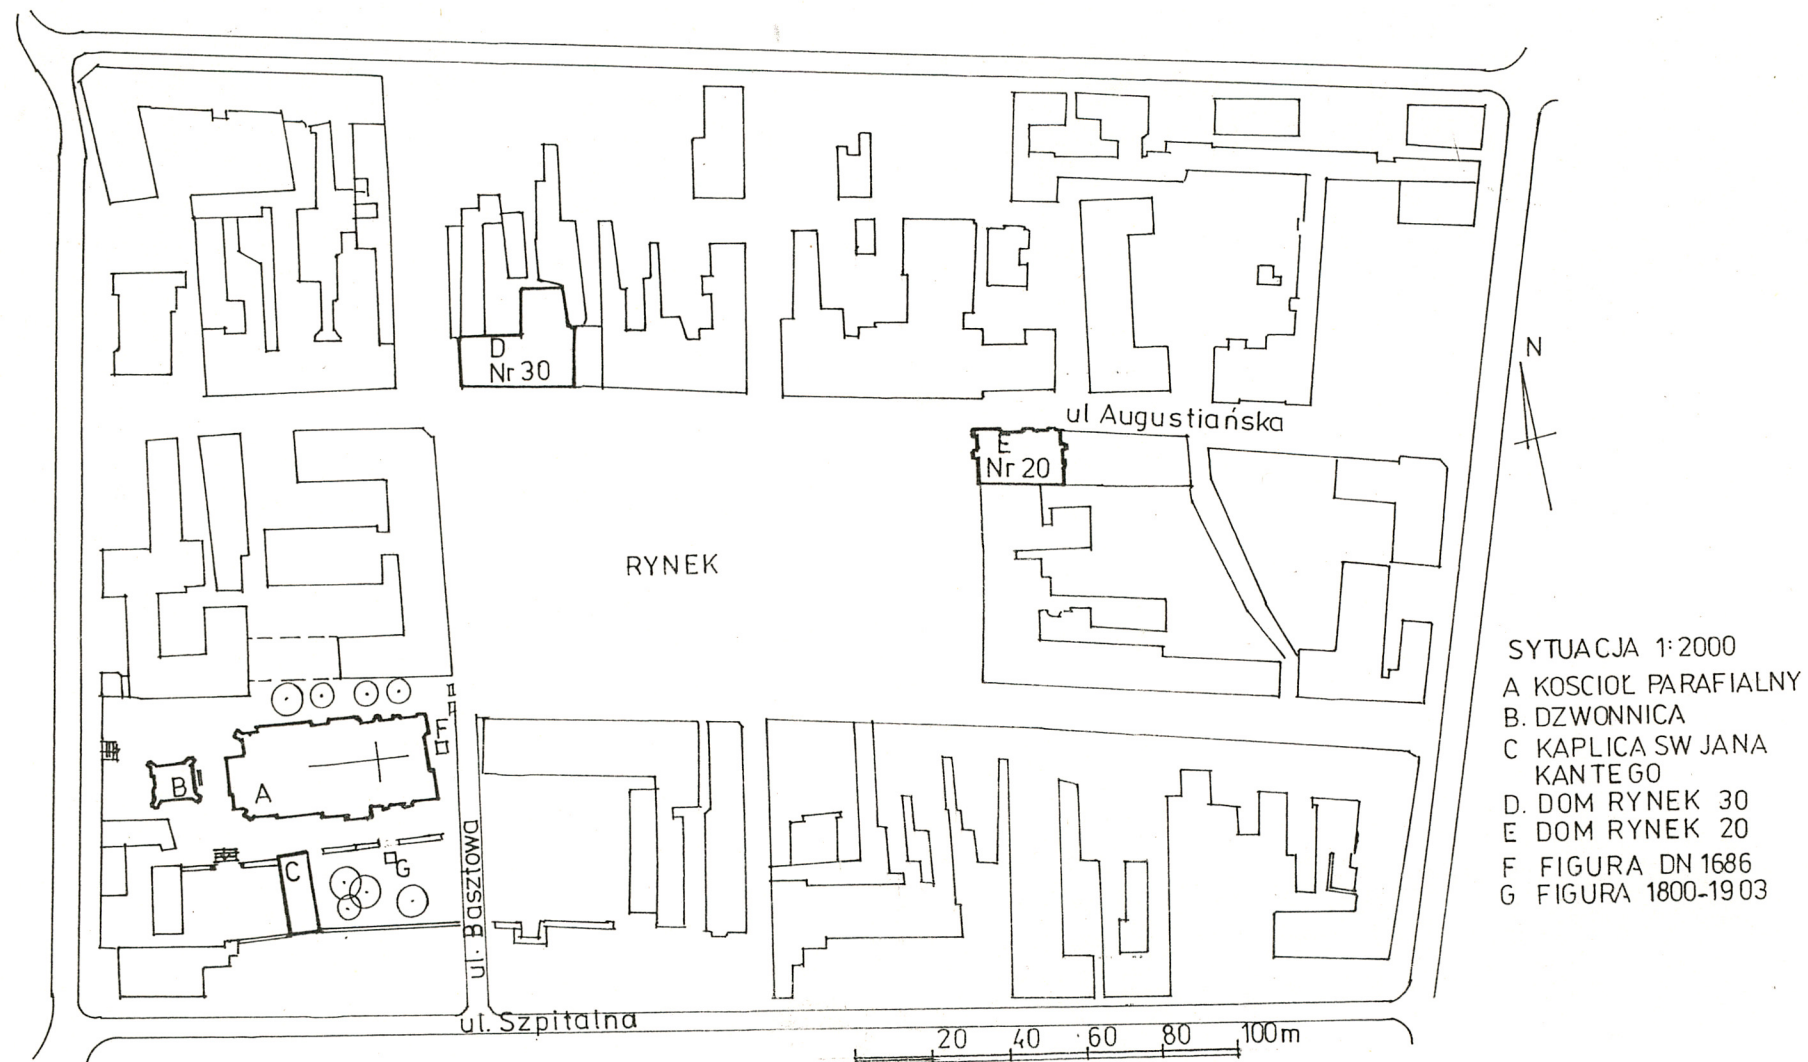 D
Nr 30
N
ul Augustiańska
E
Nr 20
RYNEK
SYTUACJA 1:2000
A KOSCIOŁ PARAFIALNY
B. DZWONNICA
C KAPLICA SW JANA
KANTEGO
D. DOM RYNEK 30
E DOM RYNEK 20
F FIGURA DN 1686
G FIGURA 1800-1903
F
B
A
C
G
ul. Basztowa
ul. Szpitalna
20 40 60 80 100m